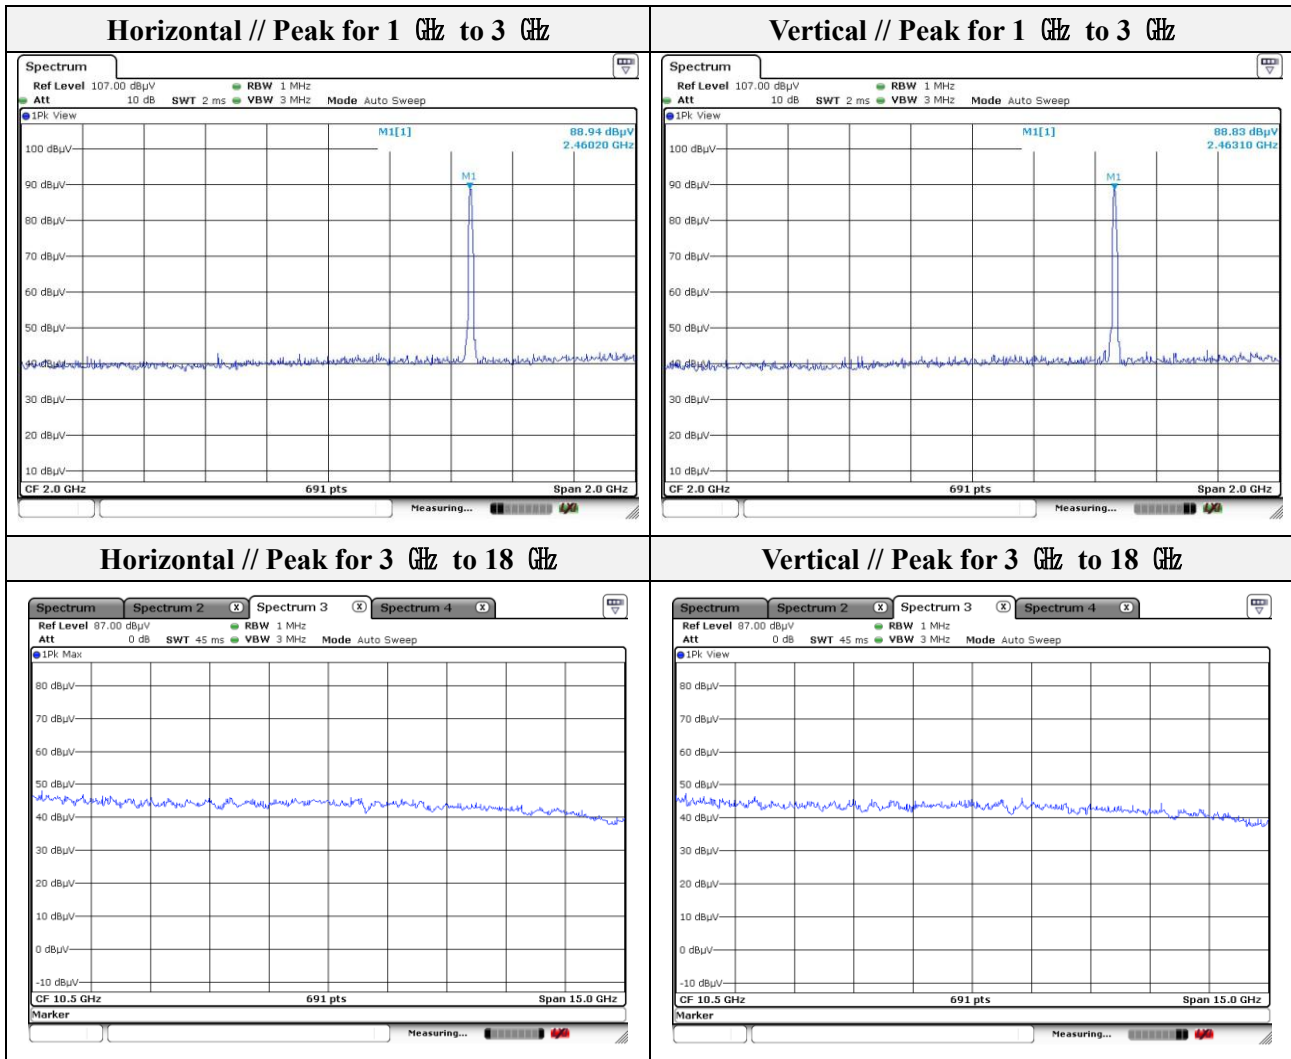 Horizontal // Peak for 1 ㎓ to 3 ㎓
Vertical // Peak for 1 ㎓ to 3 ㎓
Spectrum
Ref Level 107.00 dBµV RBW 1 MHz
Att 10 dB SWT 2 ms VBW 3 MHz Mode Auto Sweep
1Pk View
M1[1] 88.94 dBµV
2.46020 GHz
100 dBµV
M1
90 dBµV
80 dBµV
70 dBµV
60 dBµV
50 dBµV
40 dBµV
30 dBµV
20 dBµV
10 dBµV
CF 2.0 GHz 691 pts Span 2.0 GHz
Measuring...
Spectrum
Ref Level 107.00 dBµV RBW 1 MHz
Att 10 dB SWT 2 ms VBW 3 MHz Mode Auto Sweep
1Pk View
M1[1] 88.83 dBµV
2.46310 GHz
100 dBµV
M1
90 dBµV
80 dBµV
70 dBµV
60 dBµV
50 dBµV
40 dBµV
30 dBµV
20 dBµV
10 dBµV
CF 2.0 GHz 691 pts Span 2.0 GHz
Measuring...
Horizontal // Peak for 3 ㎓ to 18 ㎓
Vertical // Peak for 3 ㎓ to 18 ㎓
Spectrum Spectrum 2 X Spectrum 3 X Spectrum 4 X
Ref Level 87.00 dBµV RBW 1 MHz
Att 0 dB SWT 45 ms VBW 3 MHz Mode Auto Sweep
1Pk Max
80 dBµV
70 dBµV
60 dBµV
50 dBµV
40 dBµV
30 dBµV
20 dBµV
10 dBµV
0 dBµV
-10 dBµV
CF 10.5 GHz 691 pts Span 15.0 GHz
Marker
Measuring...
Spectrum Spectrum 2 X Spectrum 3 X Spectrum 4 X
Ref Level 87.00 dBµV RBW 1 MHz
Att 0 dB SWT 45 ms VBW 3 MHz Mode Auto Sweep
1Pk View
80 dBµV
70 dBµV
60 dBµV
50 dBµV
40 dBµV
30 dBµV
20 dBµV
10 dBµV
0 dBµV
-10 dBµV
CF 10.5 GHz 691 pts Span 15.0 GHz
Marker
Measuring...